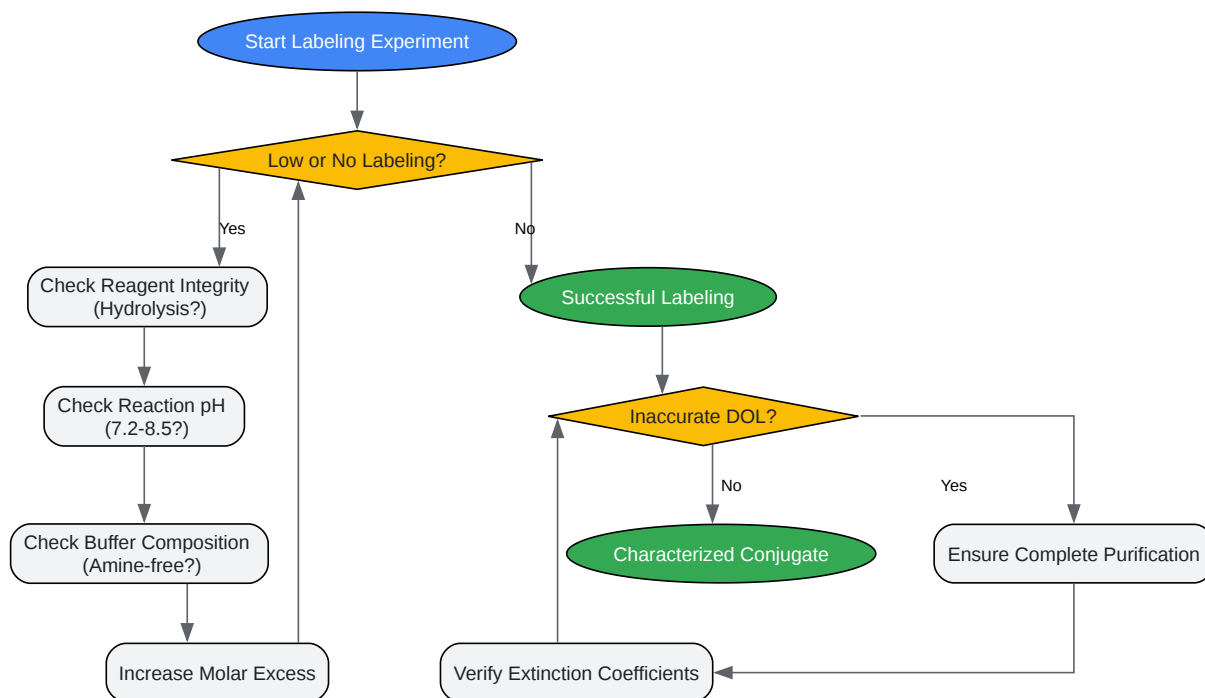 Start Labeling Experiment
Low or No Labeling?
Yes
No
Check Reagent Integrity
(Hydrolysis?)
Successful Labeling
Check Reaction pH
(7.2-8.5?)
Inaccurate DOL?
No
Yes
Check Buffer Composition
(Amine-free?)
Characterized Conjugate
Ensure Complete Purification
Increase Molar Excess
Verify Extinction Coefficients